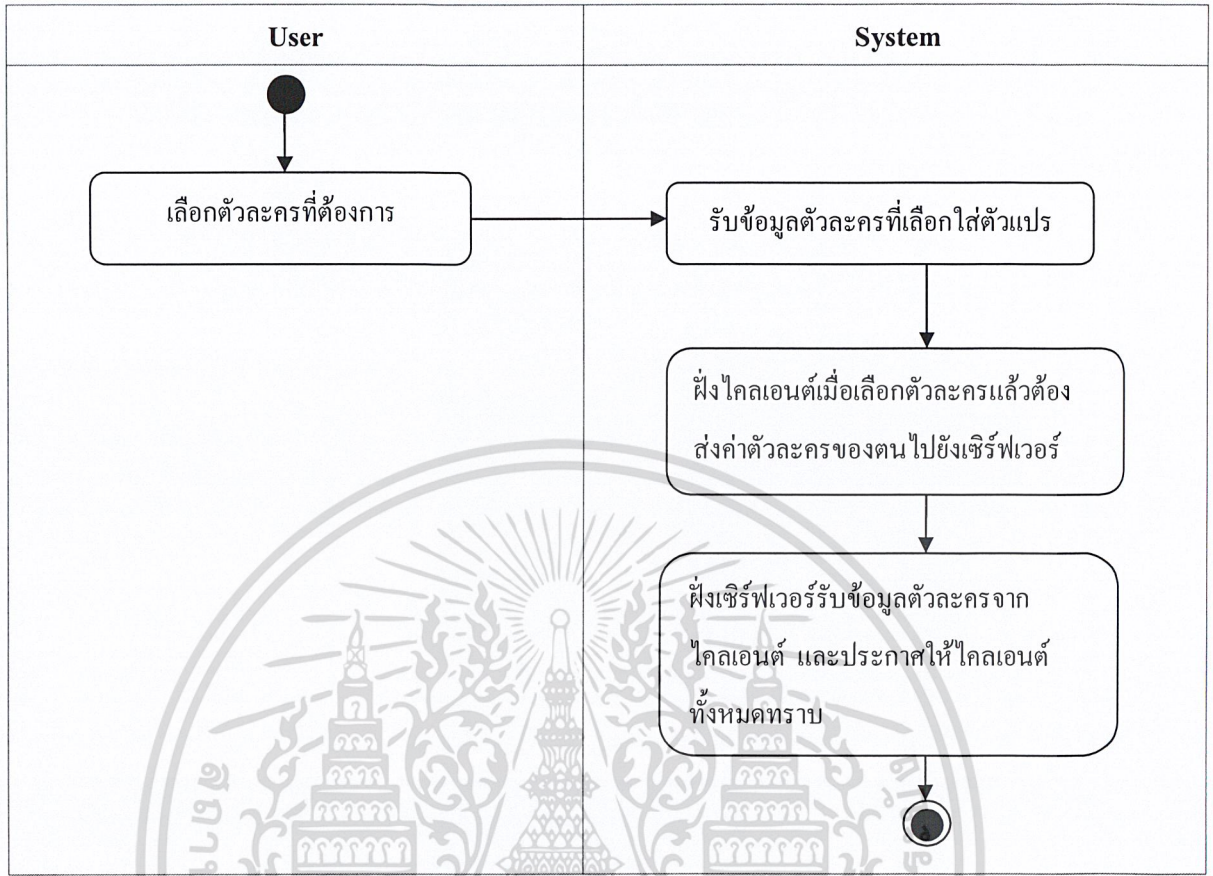 User
System
เลือกตัวละครที่ต้องการ
รับข้อมูลตัวละครที่เลือกใส่ตัวแปร
ฝั่งไคลเอนต์เมื่อเลือกตัวละครแล้วต้อง
ส่งค่าตัวละครของตนไปยังเซิร์ฟเวอร์
ฝั่งเซิร์ฟเวอร์รับข้อมูลตัวละครจาก
ไคลเอนต์ และประกาศให้ไคลเอนต์
ทั้งหมดทราบ